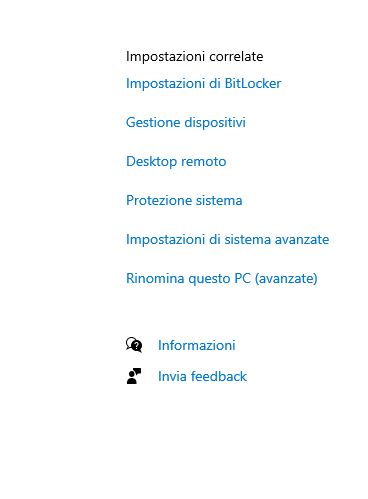 Impostazioni correlate
Impostazioni di BitLocker
Gestione dispositivi
Desktop remoto
Protezione sistema
Impostazioni di sistema avanzate
Rinomina questo PC (avanzate)
Informazioni
Invia feedback